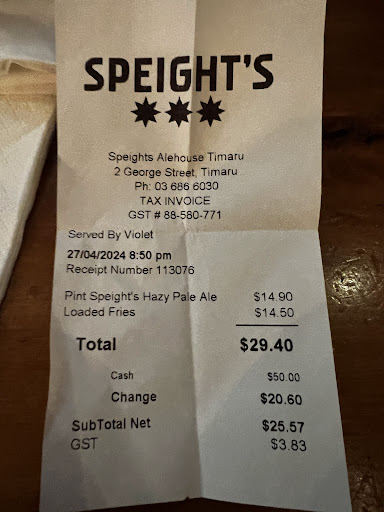 SPEIGHT'S
Speights Alehouse Timaru
2 George Street, Timaru
Ph: 03 686 6030
TAX INVOICE
GST # 88-580-771
Served By Violet
27/04/2024 8:50 pm
Receipt Number 113076
Pint Speight's Hazy Pale Ale $14.90
Loaded Fries $14.50
Total $29.40
Cash $50.00
Change $20.60
SubTotal Net $25.57
GST $3.83